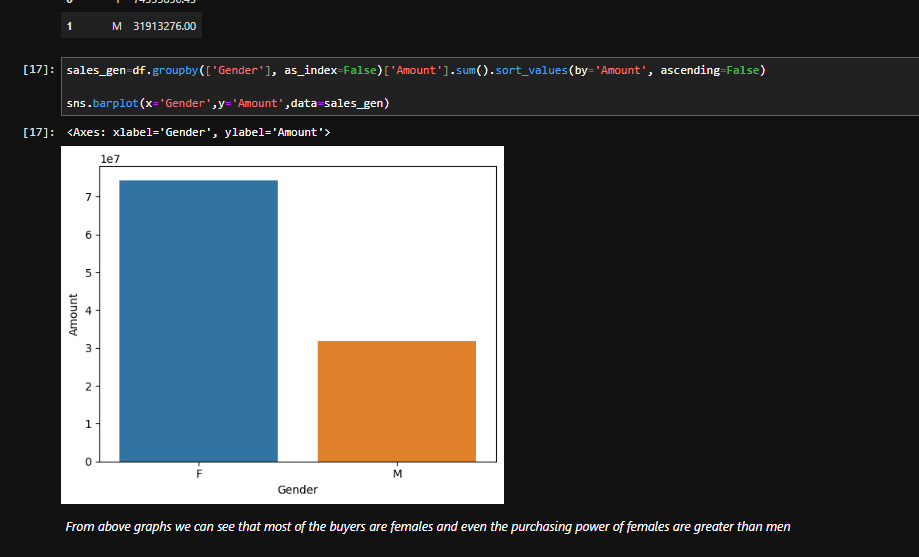 1 M 31913276.00
[17]: sales_gen=df.groupby(['Gender'], as_index=False)['Amount'].sum().sort_values(by='Amount', ascending=False)
sns.barplot(x='Gender',y='Amount',data=sales_gen)
[17]: <Axes: xlabel='Gender', ylabel='Amount'>
1e7
7
6
5
4
3
2
1
0
Amount
F M
Gender
From above graphs we can see that most of the buyers are females and even the purchasing power of females are greater than men